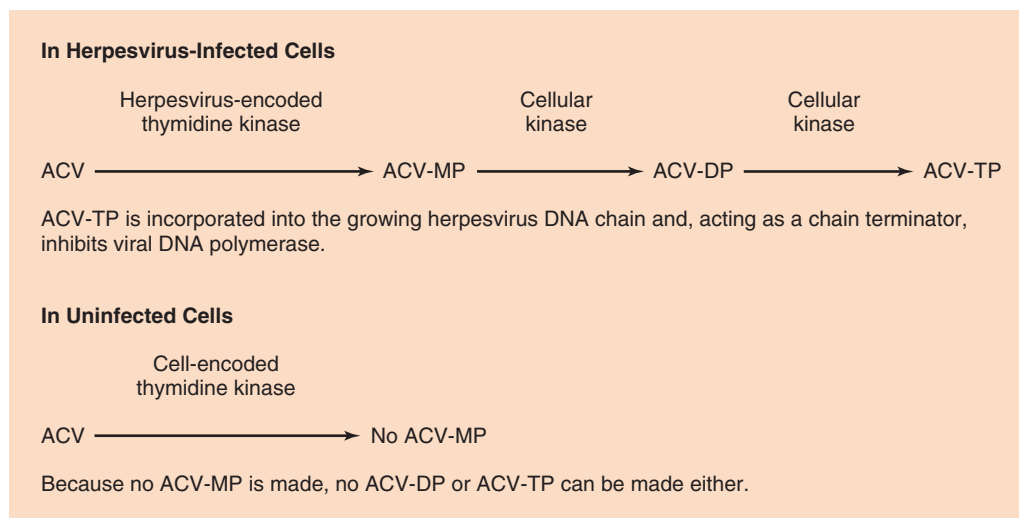 In Herpesvirus-Infected Cells
Herpesvirus-encoded
thymidine kinase
Cellular
kinase
Cellular
kinase
ACV ACV-MP ACV-DP ACV-TP
ACV-TP is incorporated into the growing herpesvirus DNA chain and, acting as a chain terminator,
inhibits viral DNA polymerase.
In Uninfected Cells
Cell-encoded
thymidine kinase
ACV No ACV-MP
Because no ACV-MP is made, no ACV-DP or ACV-TP can be made either.